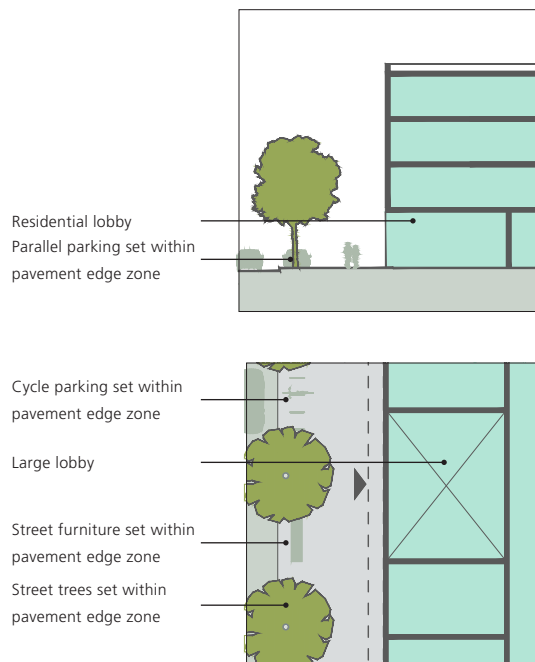 Residential lobby
Parallel parking set within
pavement edge zone
Cycle parking set within
pavement edge zone
Large lobby
Street furniture set within
pavement edge zone
Street trees set within
pavement edge zone